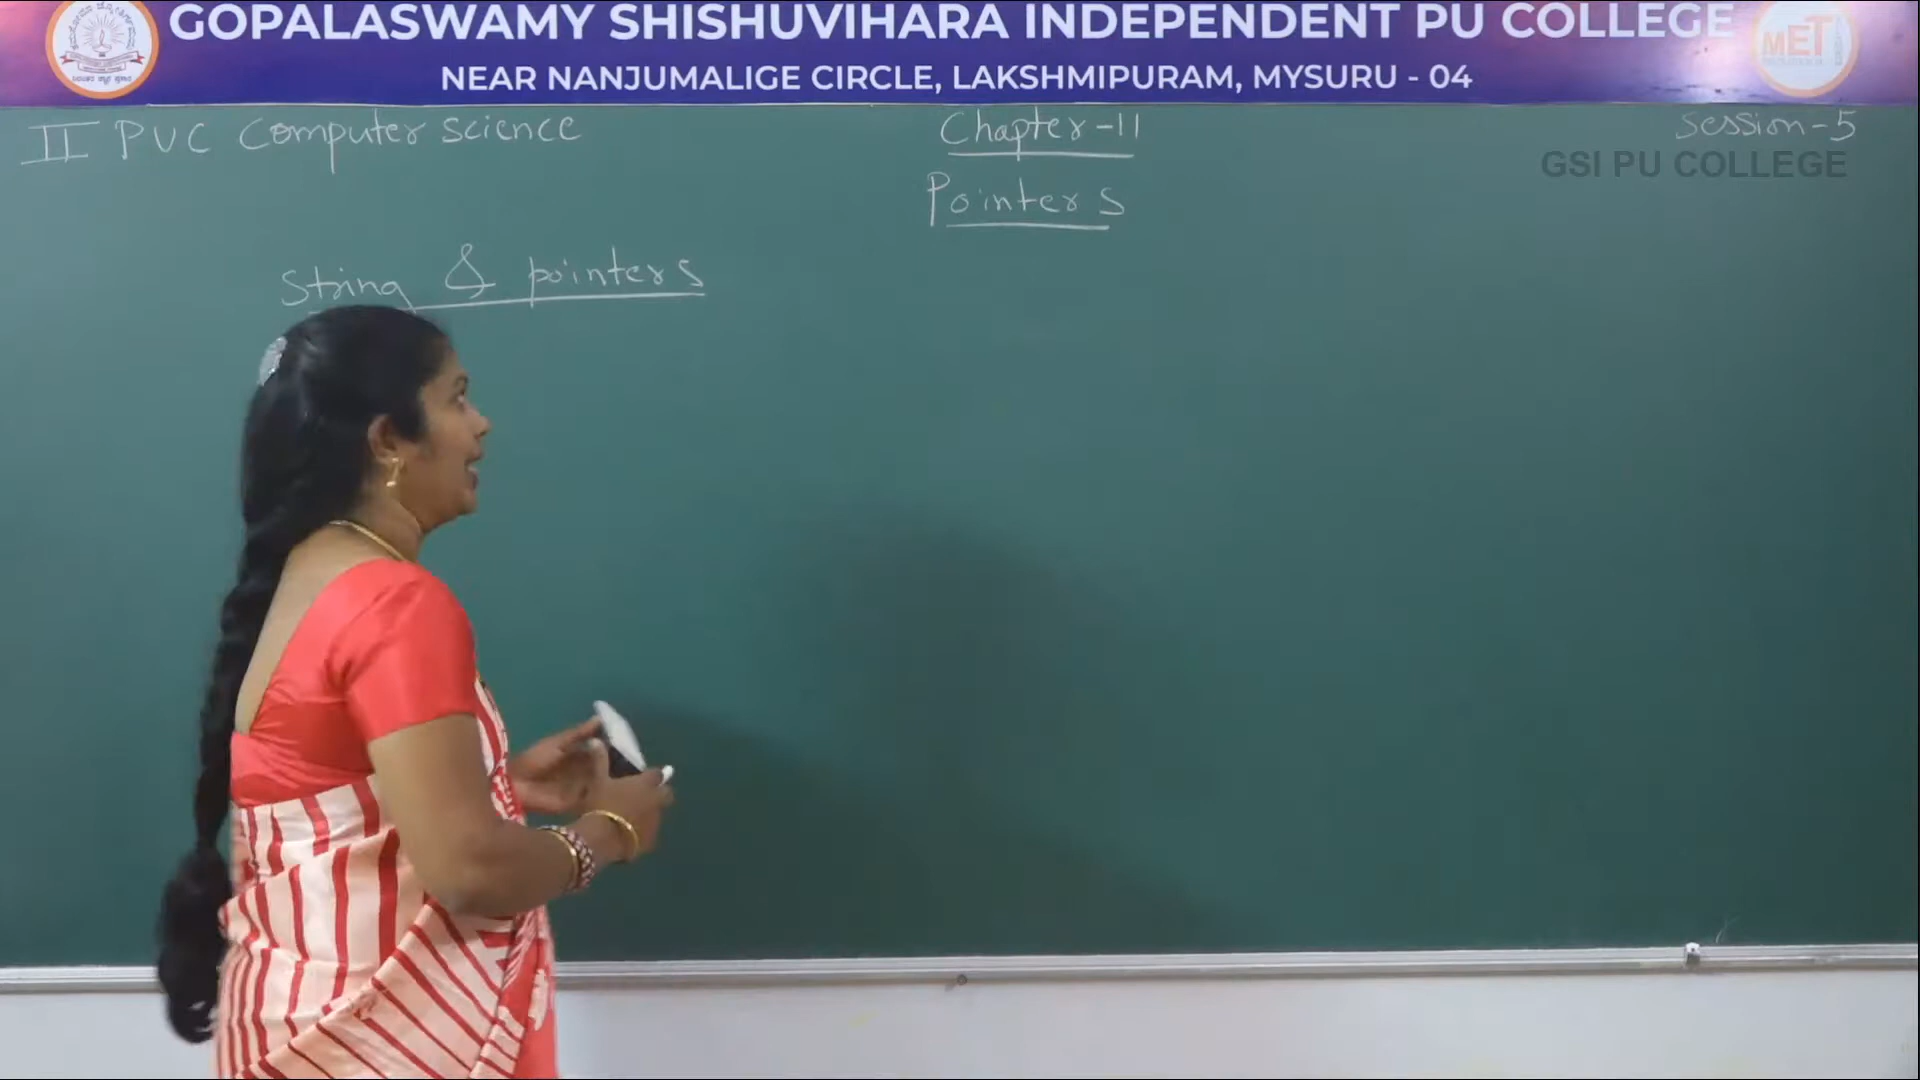 GOPALASWAMY SHISHUVIHARA INDEPENDENT PU COLLEGE
NEAR NANJUMALIGE CIRCLE, LAKSHMIPURAM, MYSURU - 04
MET
II PUC Computer science
Chapter-11
Session-5
GSI PU COLLEGE
Pointers
String & pointers